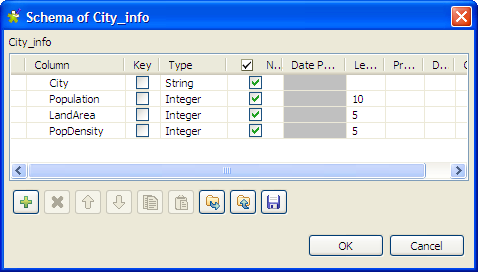 Schema of City_info
City_info
Column Key Type N.. Date P... Le... Pr... D... C
City String
Population Integer 10
LandArea Integer 5
PopDensity Integer 5
OK Cancel